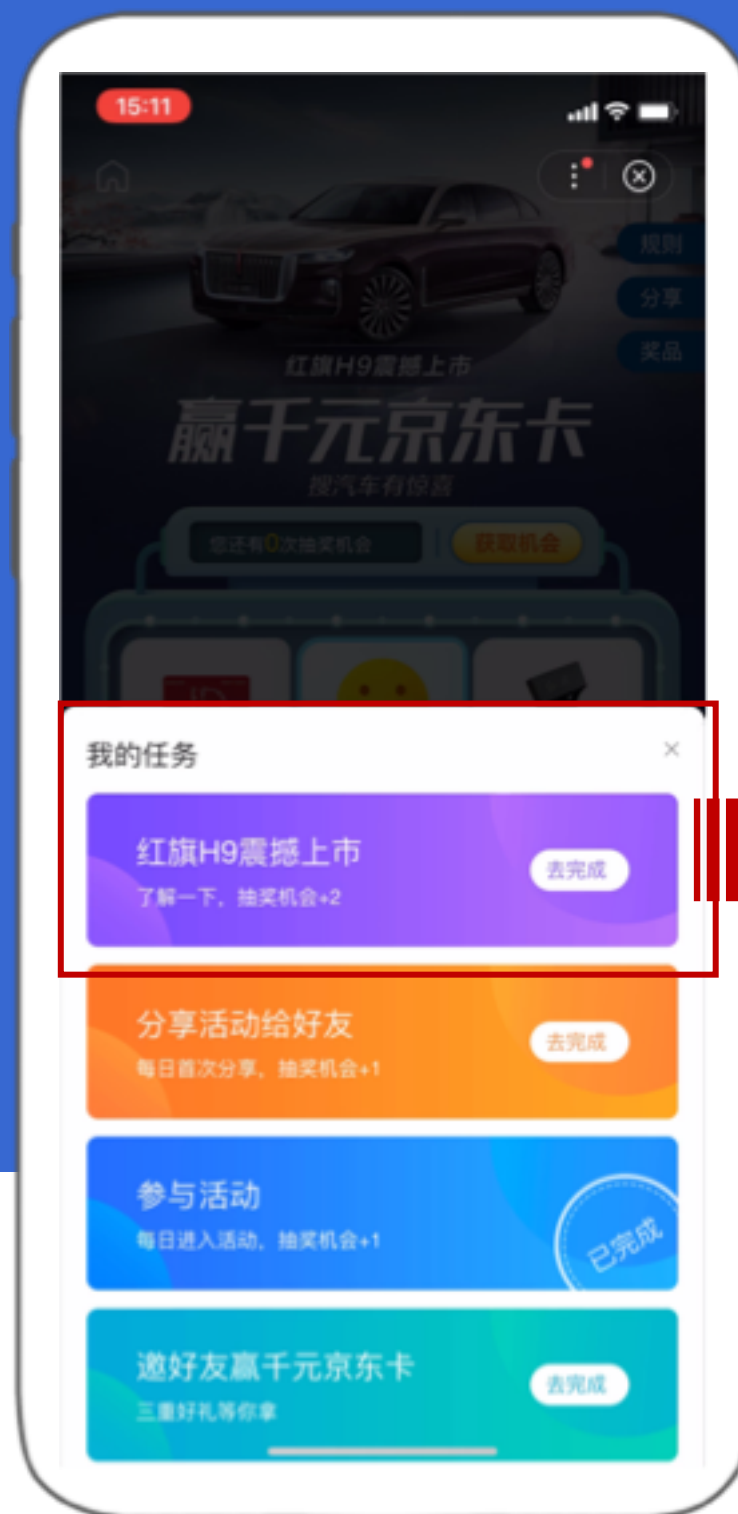 15:11
规则
分享
奖品
红旗H9震撼上市
赢千元京东卡
搜汽车有惊喜
您还有0次抽奖机会
获取机会
我的任务
红旗H9震撼上市
去完成
了解一下，抽奖机会+2
分享活动给好友
去完成
每日首次分享，抽奖机会+1
参与活动
每日进入活动，抽奖机会+1
已完成
邀好友赢千元京东卡
去完成
三重好礼等你拿